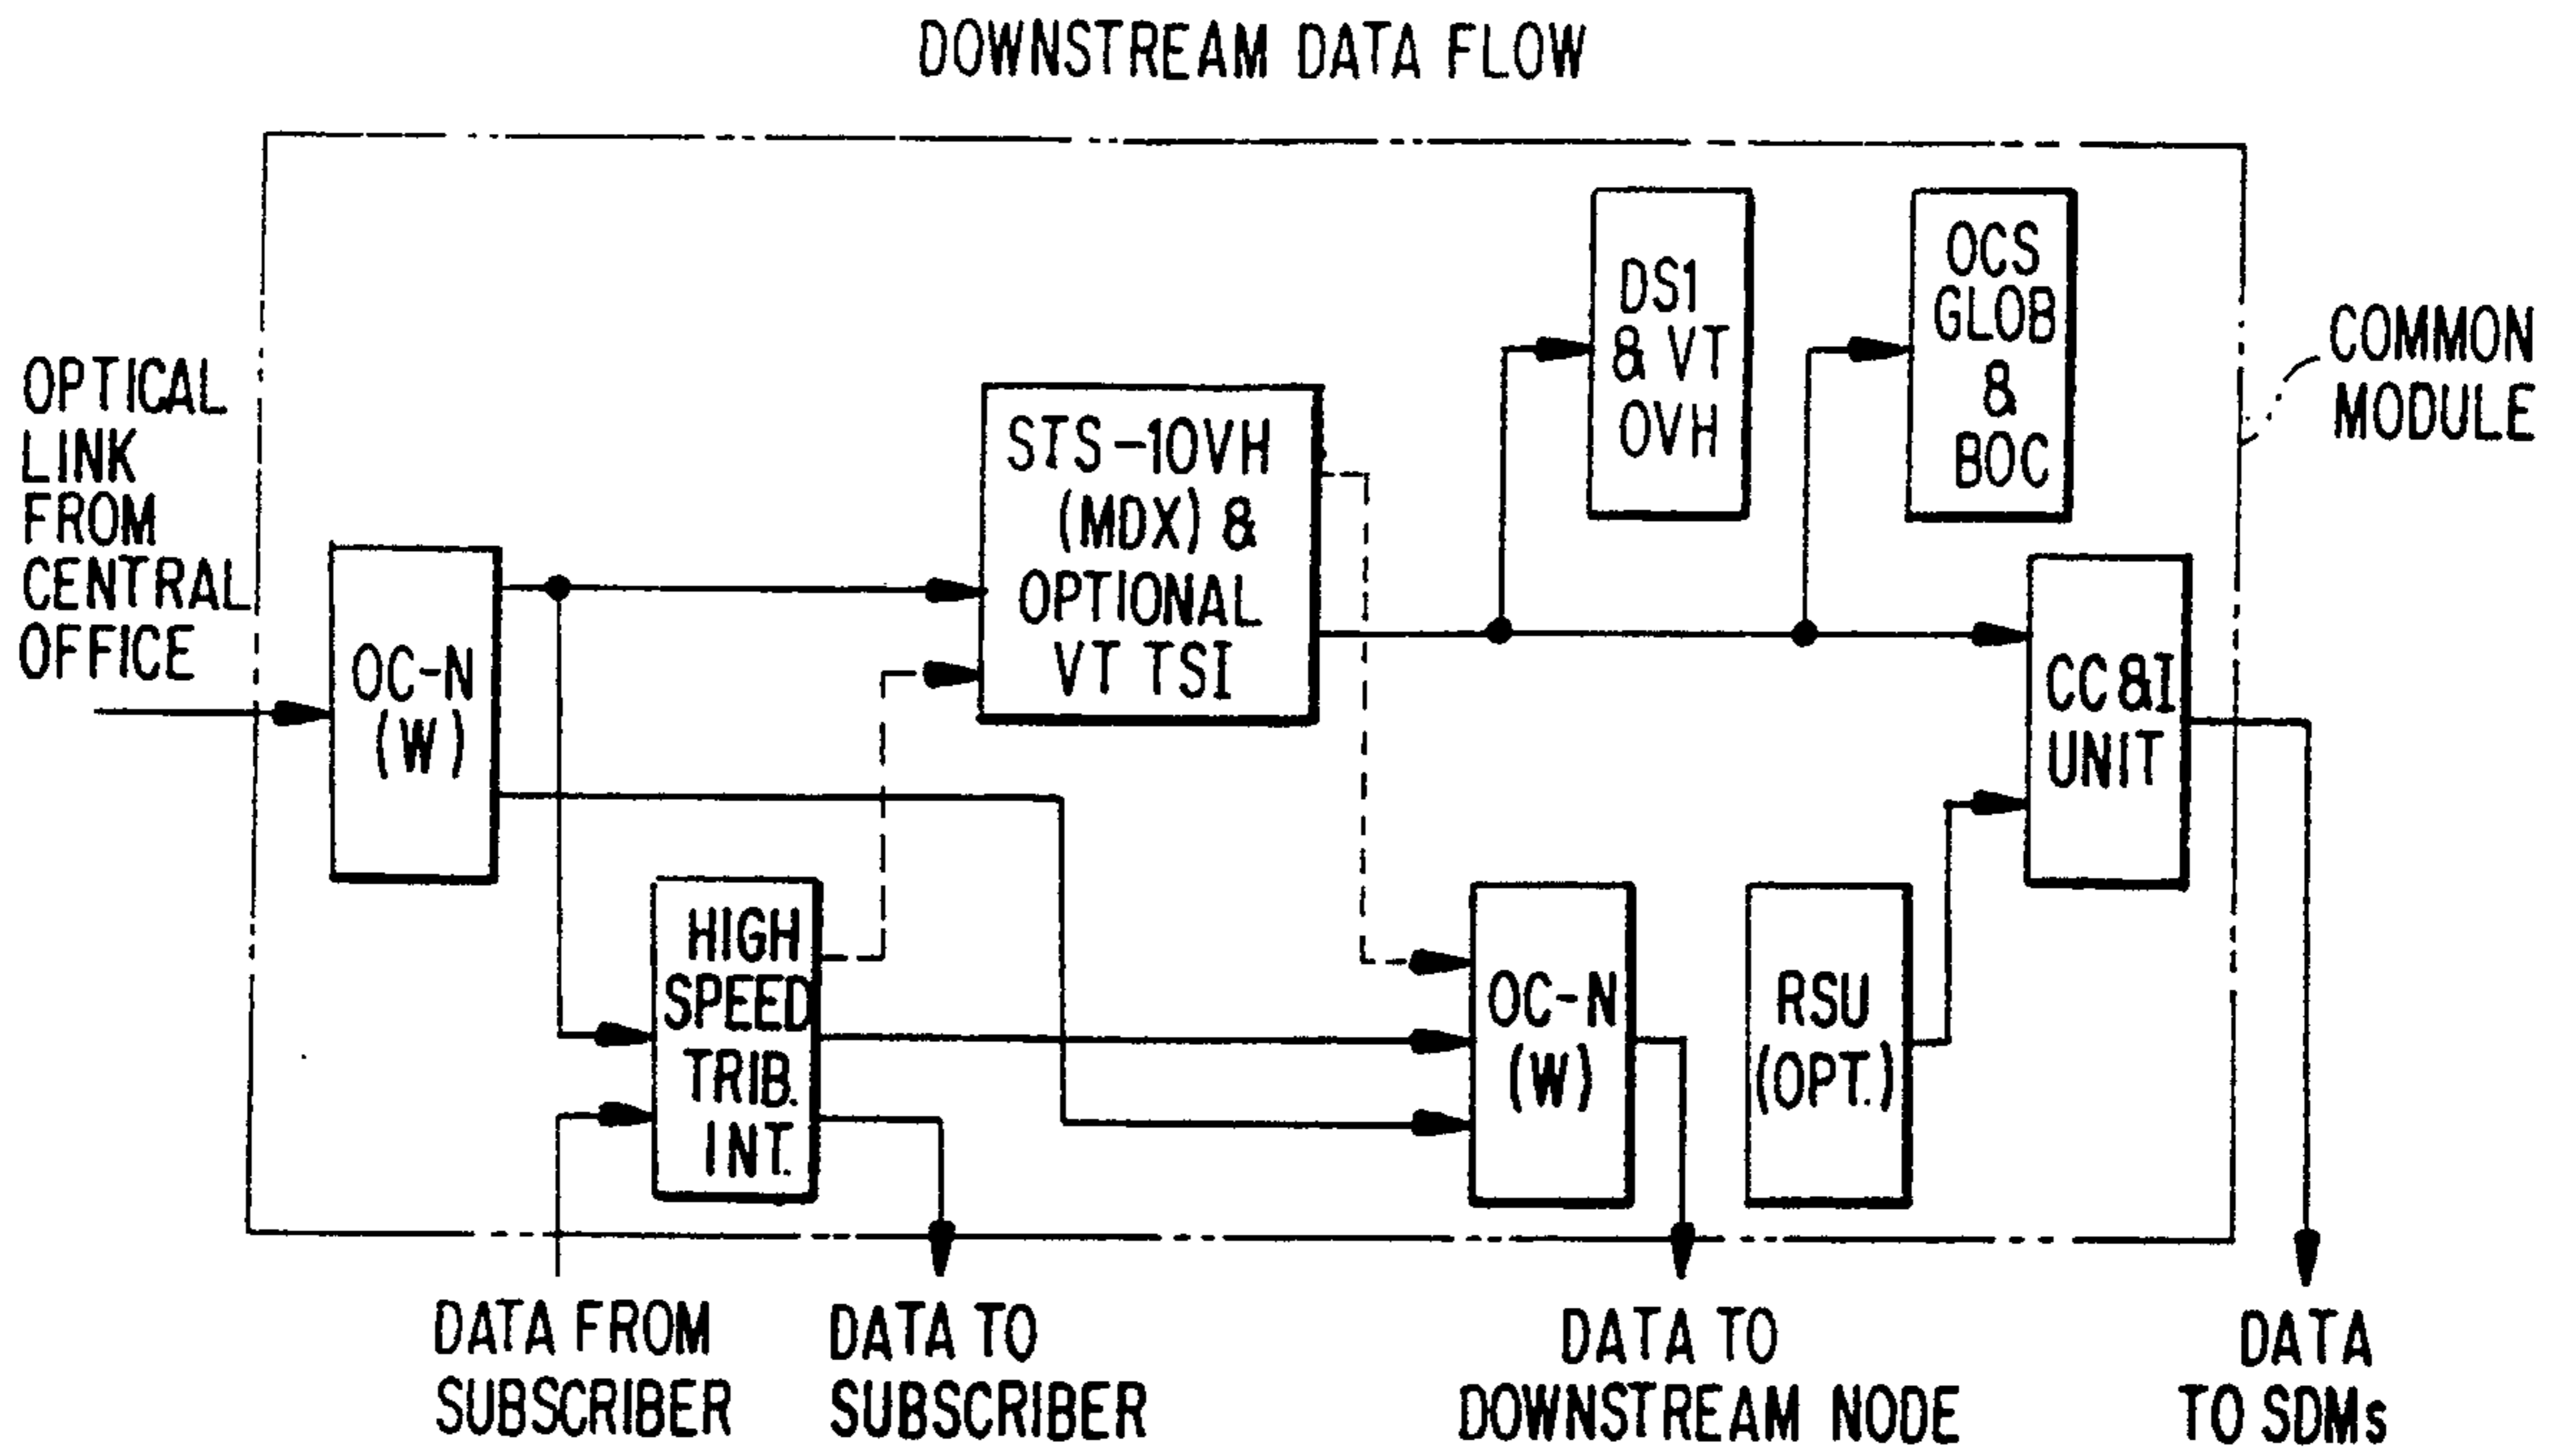 DOWNSTREAM DATA FLOW
OPTICAL
LINK
FROM
CENTRAL
OFFICE
OC-N
(W)
STS-10VH
(MDX) &
OPTIONAL
VT TSI
DS1
& VT
OVH
OCS
GLOB
&
BOC
COMMON
MODULE
CC&I
UNIT
HIGH
SPEED
TRIB.
INT.
OC-N
(W)
RSU
(OPT.)
DATA FROM
SUBSCRIBER
DATA TO
SUBSCRIBER
DATA TO
DOWNSTREAM NODE
DATA
TO SDMs